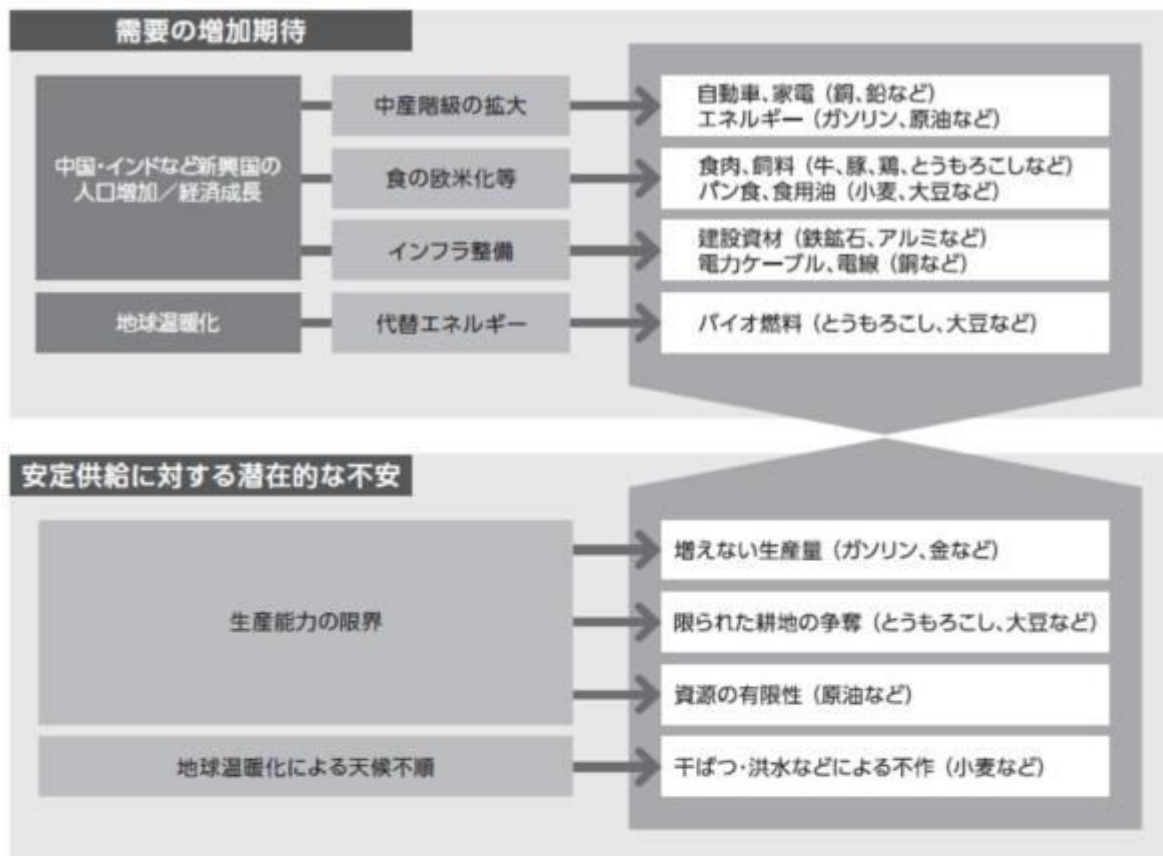 需要の増加期待
中国・インドなど新興国の
人口増加／経済成長
中産階級の拡大
自動車、家電（銅、鉛など）
エネルギー（ガソリン、原油など）
食の欧米化等
食肉、飼料（牛、豚、鶏、とうもろこしなど）
パン食、食用油（小麦、大豆など）
インフラ整備
建設資材（鉄鉱石、アルミなど）
電力ケーブル、電線（銅など）
地球温暖化
代替エネルギー
バイオ燃料（とうもろこし、大豆など）
安定供給に対する潜在的な不安
生産能力の限界
増えない生産量（ガソリン、金など）
限られた耕地の争奪（とうもろこし、大豆など）
資源の有限性（原油など）
地球温暖化による天候不順
干ばつ・洪水などによる不作（小麦など）